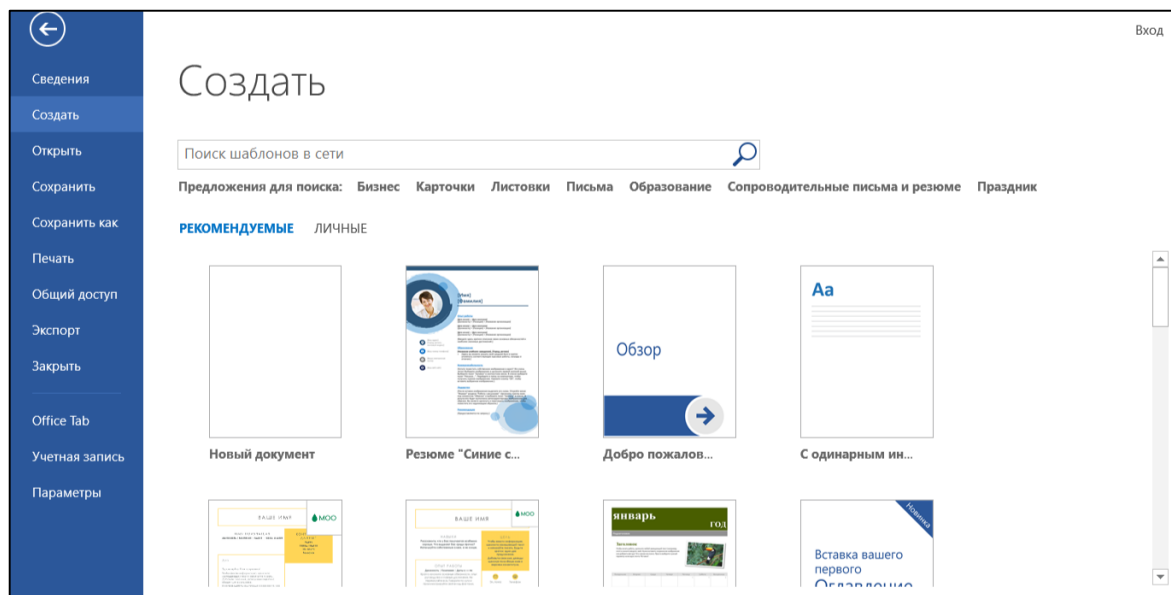 Вход
Сведения
Создать
Открыть
Сохранить
Сохранить как
Печать
Общий доступ
Экспорт
Закрыть
Office Tab
Учетная запись
Параметры
Создать
Поиск шаблонов в сети
Предложения для поиска: Бизнес Карточки Листовки Письма Образование Сопроводительные письма и резюме Праздник
РЕКОМЕНДУЕМЫЕ ЛИЧНЫЕ
[Имя]
[Фамилия]
Обзор
Aa
Новый документ
Резюме "Синие с...
Добро пожалов...
С одинарным ин...
ВАШЕ ИМЯ
MOO
ВАШЕ ИМЯ
MOO
январь
год
Новинка
Вставка вашего
первого
Оглавление